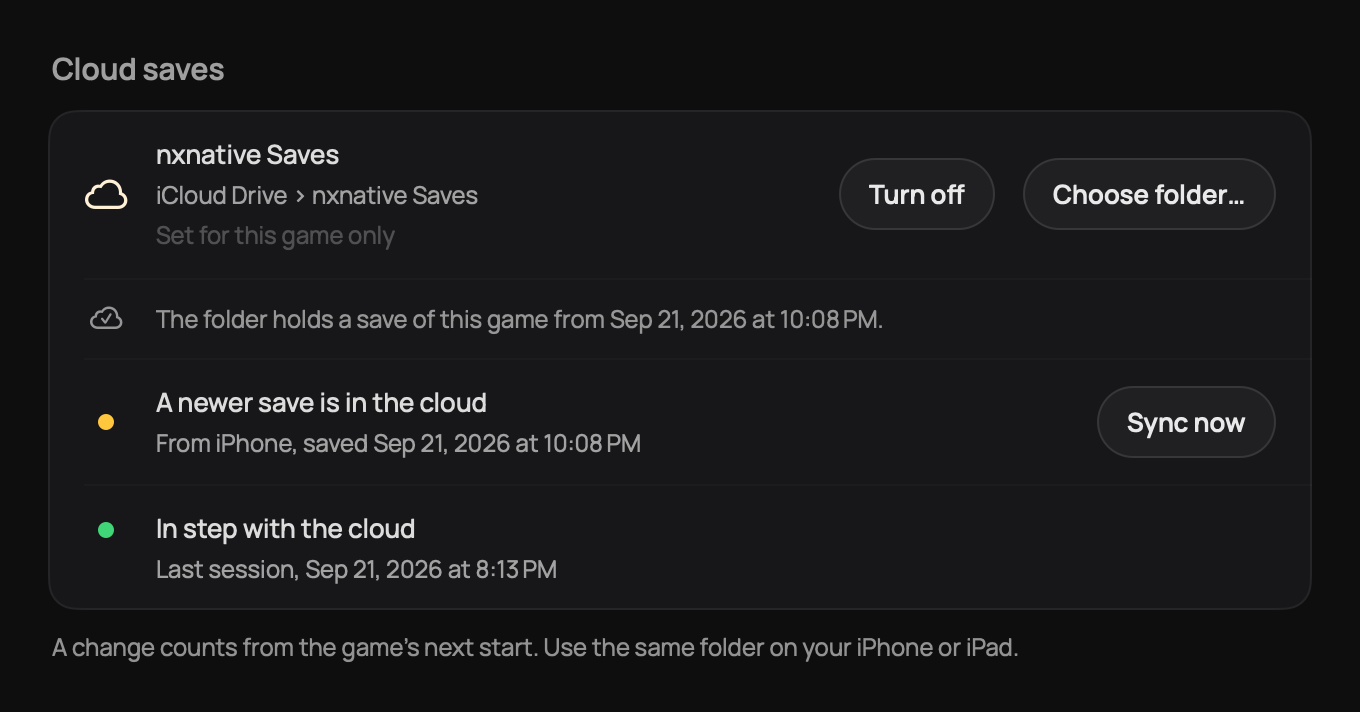 Cloud saves
nxnative Saves
iCloud Drive › nxnative Saves
Set for this game only
Turn off
Choose folder…
The folder holds a save of this game from Sep 21, 2026 at 10:08 PM.
A newer save is in the cloud
From iPhone, saved Sep 21, 2026 at 10:08 PM
Sync now
In step with the cloud
Last session, Sep 21, 2026 at 8:13 PM
A change counts from the game's next start. Use the same folder on your iPhone or iPad.